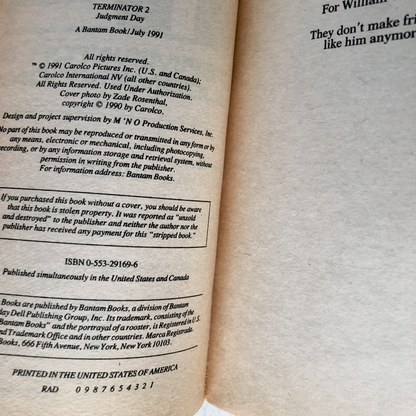 TERMINATOR 2
Judgment Day
A Bantam Book/July 1991
All rights reserved.
™ © 1991 Carolco Pictures Inc. (U.S. and Canada);
Carolco International NV (all other countries).
All Rights Reserved. Used Under Authorization.
Cover photo by Zade Rosenthal,
copyright © 1990 by Carolco.
Design and project supervision by M 'N O Production Services, Inc.
No part of this book may be reproduced or transmitted in any form or by
any means, electronic or mechanical, including photocopying,
recording, or by any information storage and retrieval system, without
permission in writing from the publisher.
For information address: Bantam Books.
If you purchased this book without a cover, you should be aware
that this book is stolen property. It was reported as "unsold
and destroyed" to the publisher and neither the author nor the
publisher has received any payment for this "stripped book."
ISBN 0-553-29169-6
Published simultaneously in the United States and Canada
Books are published by Bantam Books, a division of Bantam
day Dell Publishing Group, Inc. Its trademark, consisting of the
"Bantam Books" and the portrayal of a rooster, is Registered in U.S.
and Trademark Office and in other countries. Marca Registrada.
Books, 666 Fifth Avenue, New York, New York 10103.
PRINTED IN THE UNITED STATES OF AMERICA
RAD 0 9 8 7 6 5 4 3 2 1
For William
They don't make fri
like him anymor